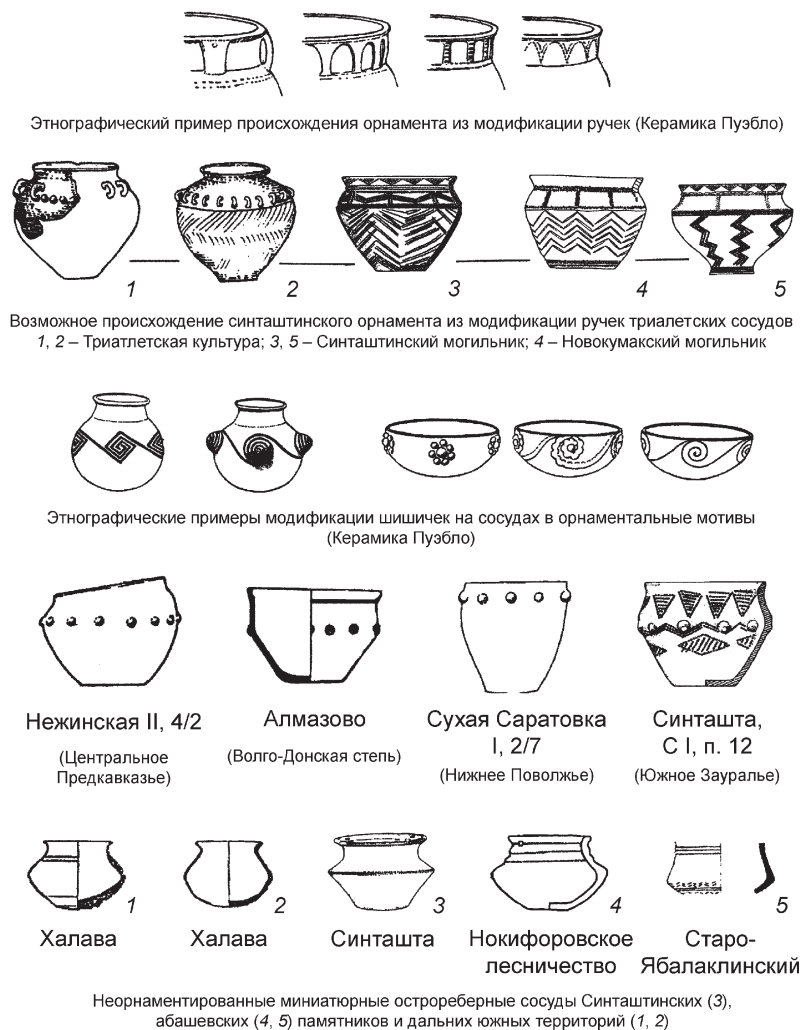 Этнографический пример происхождения орнамента из модификации ручек (Керамика Пуэбло)
1 2 3 4 5
Возможное происхождение синташтинского орнамента из модификации ручек триалетских сосудов
1, 2 – Триатлетская культура; 3, 5 – Синташтинский могильник; 4 – Новокумакский могильник
Этнографические примеры модификации шишичек на сосудах в орнаментальные мотивы
(Керамика Пуэбло)
Нежинская II, 4/2
(Центральное
Предкавказье)
Алмазово
(Волго-Донская степь)
Сухая Саратовка
I, 2/7
(Нижнее Поволжье)
Синташта,
С I, п. 12
(Южное Зауралье)
1 2 3 4 5
Халава
Халава
Синташта
Нокифоровское
лесничество
Старо-
Ябалаклинский
Неорнаментированные миниатюрные острореберные сосуды Синташтинских (3),
абашевских (4, 5) памятников и дальних южных территорий (1, 2)